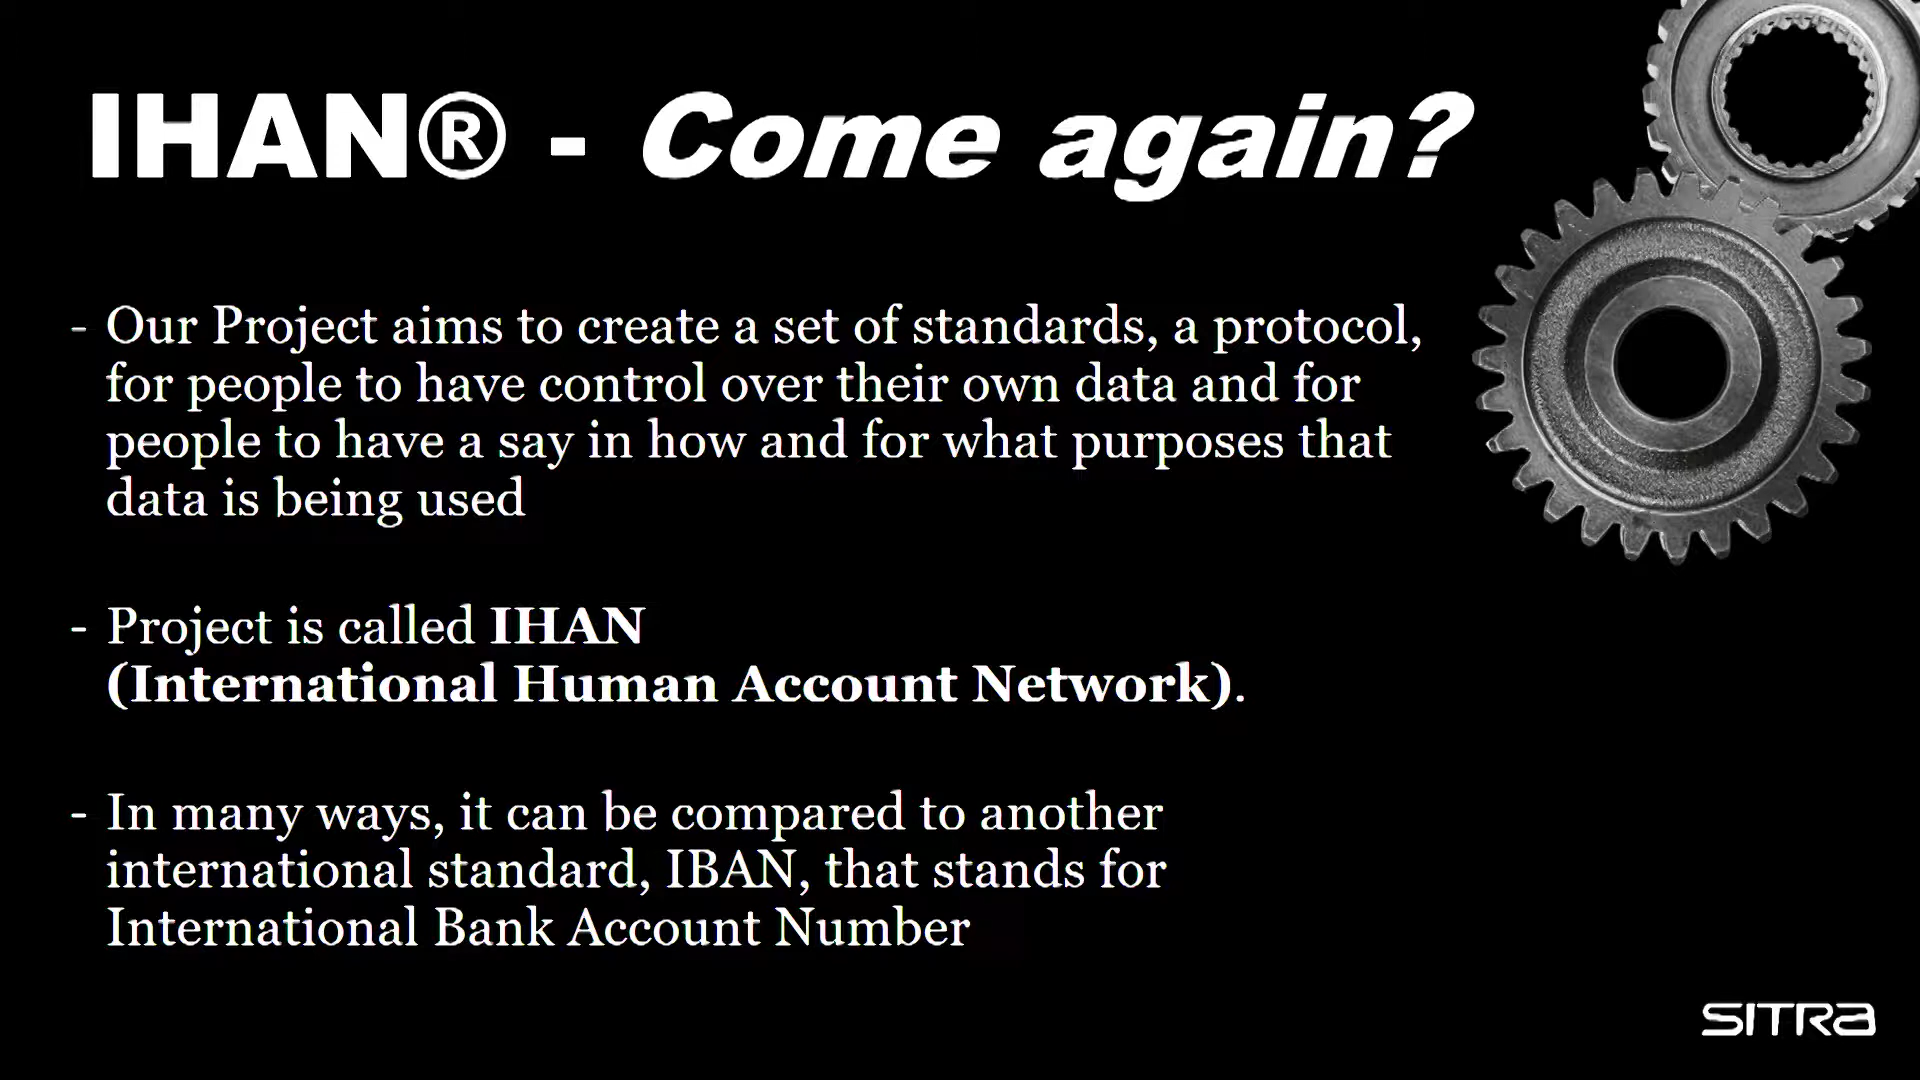 IHAN® - Come again?
- Our Project aims to create a set of standards, a protocol,
for people to have control over their own data and for
people to have a say in how and for what purposes that
data is being used
- Project is called IHAN
(International Human Account Network).
- In many ways, it can be compared to another
international standard, IBAN, that stands for
International Bank Account Number
SITRA